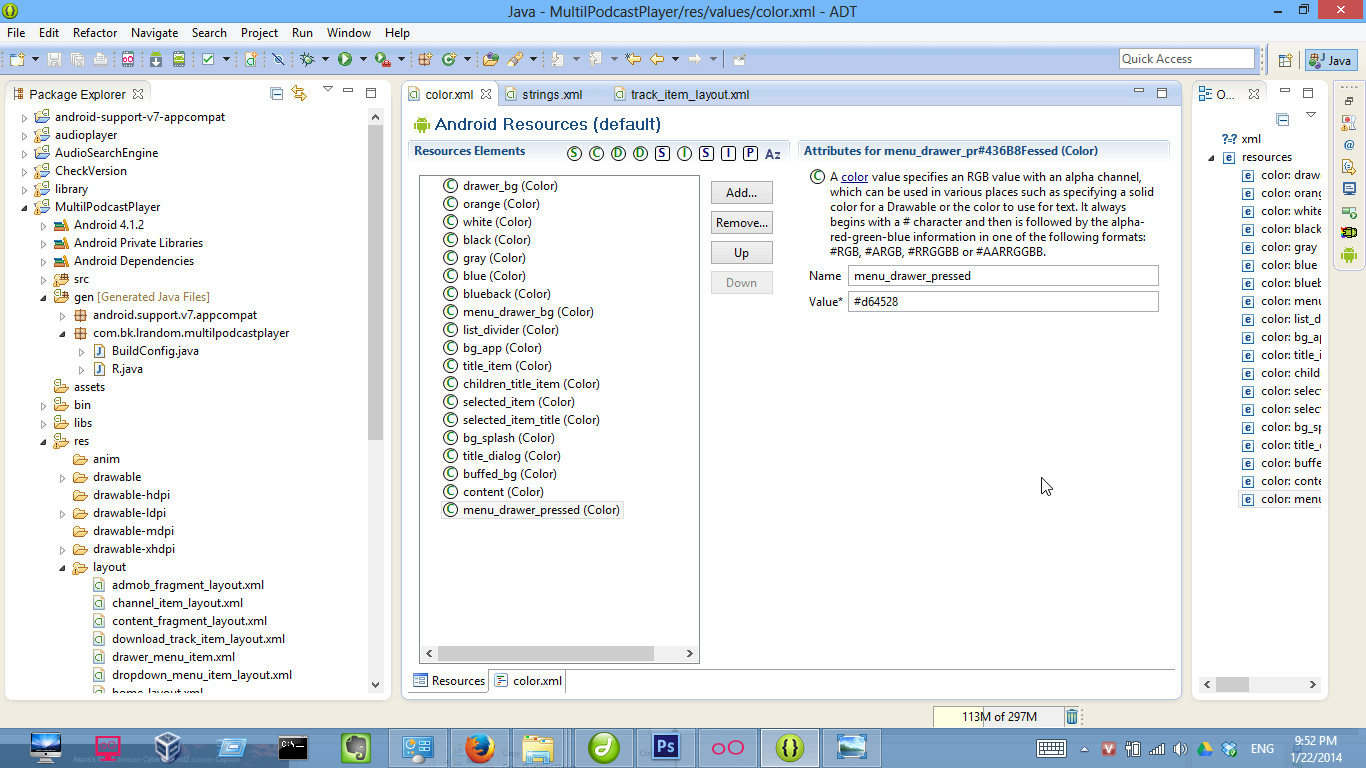 Java - MultilPodcastPlayer/res/values/color.xml - ADT
File Edit Refactor Navigate Search Project Run Window Help
Quick Access
Java
Package Explorer
android-support-v7-appcompat
audioplayer
AudioSearchEngine
CheckVersion
library
MultilPodcastPlayer
Android 4.1.2
Android Private Libraries
Android Dependencies
src
gen [Generated Java Files]
android.support.v7.appcompat
com.bk.lrandom.multilpodcastplayer
BuildConfig.java
R.java
assets
bin
libs
res
anim
drawable
drawable-hdpi
drawable-ldpi
drawable-mdpi
drawable-xhdpi
layout
admob_fragment_layout.xml
channel_item_layout.xml
content_fragment_layout.xml
download_track_item_layout.xml
drawer_menu_item.xml
dropdown_menu_item_layout.xml
home_layout.xml
color.xml strings.xml track_item_layout.xml
Android Resources (default)
Resources Elements
S C D D S I S I P Az
drawer_bg (Color)
orange (Color)
white (Color)
black (Color)
gray (Color)
blue (Color)
blueback (Color)
menu_drawer_bg (Color)
list_divider (Color)
bg_app (Color)
title_item (Color)
children_title_item (Color)
selected_item (Color)
selected_item_title (Color)
bg_splash (Color)
title_dialog (Color)
buffed_bg (Color)
content (Color)
menu_drawer_pressed (Color)
Add...
Remove...
Up
Down
Attributes for menu_drawer_pr#436B8Fessed (Color)
A color value specifies an RGB value with an alpha channel,
which can be used in various places such as specifying a solid
color for a Drawable or the color to use for text. It always
begins with a # character and then is followed by the alpha-
red-green-blue information in one of the following formats:
#RGB, #ARGB, #RRGGBB or #AARRGGBB.
Name menu_drawer_pressed
Value* #d64528
Resources color.xml
O...
?-? xml
resources
color: draw
color: oran
color: white
color: black
color: gray
color: blue
color: blueb
color: menu
color: list_d
color: bg_a
color: title_i
color: child
color: selec
color: selec
color: bg_s
color: title_
color: buffe
color: conte
color: menu
113M of 297M
C:\_
Ps
ENG
9:52 PM
1/22/2014